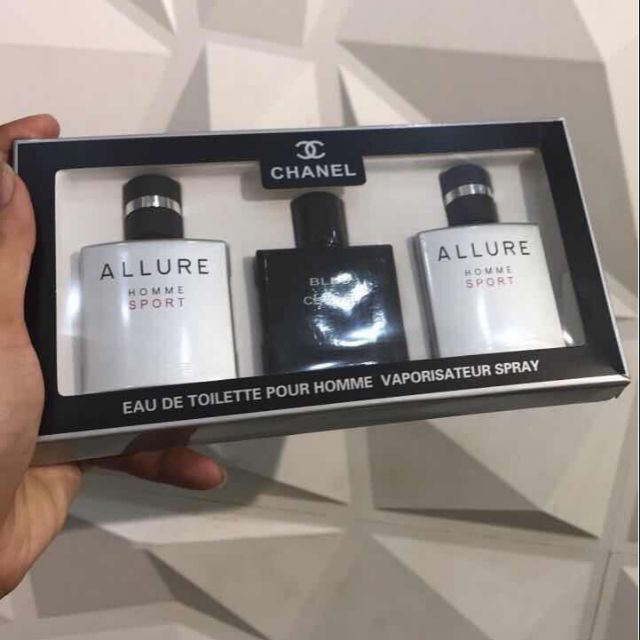 CHANEL
ALLURE
HOMME
SPORT
ALLURE
HOMME
SPORT
EAU DE TOILETTE POUR HOMME VAPORISATEUR SPRAY